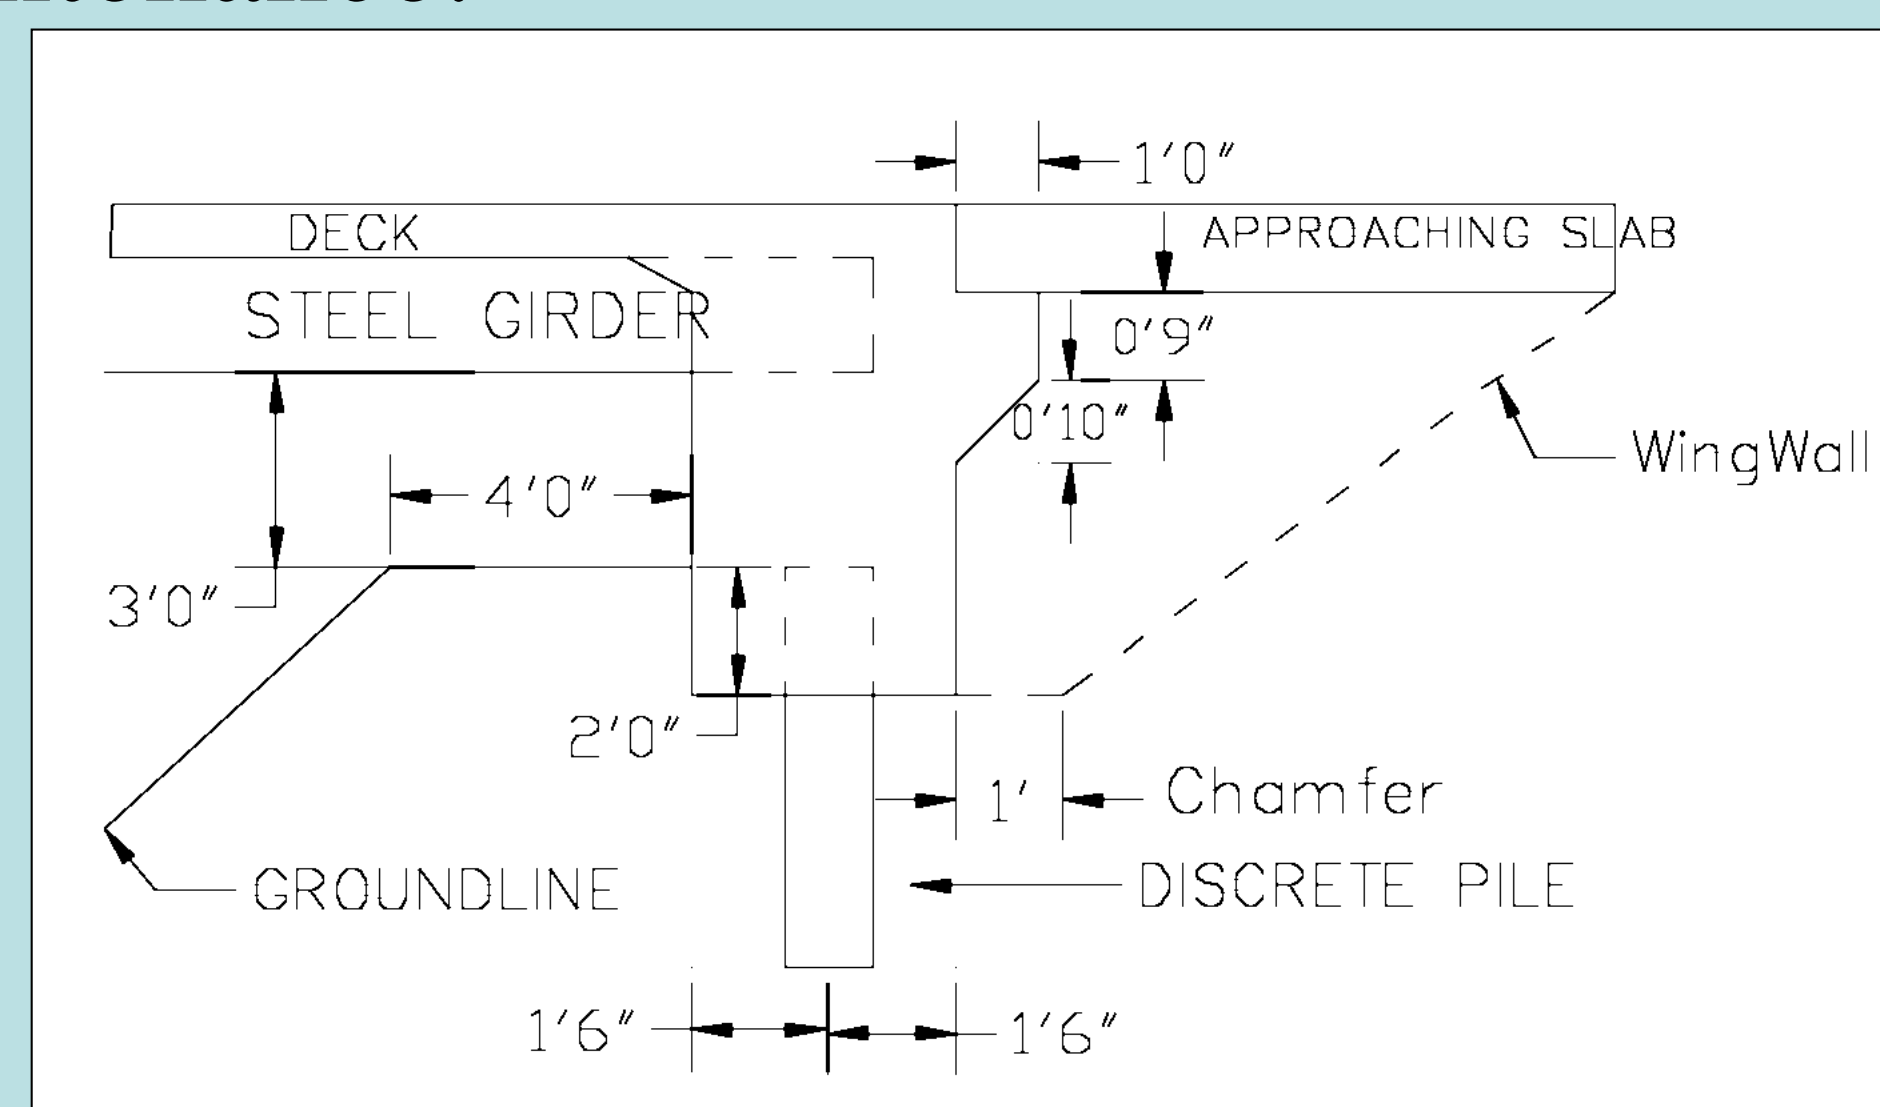 1'0"
DECK
APPROACHING SLAB
STEEL GIRDER
0'9"
0'10"
WingWall
4'0"
3'0"
2'0"
1'
Chamfer
DISCRETE PILE
GROUNDLINE
1'6"
1'6"